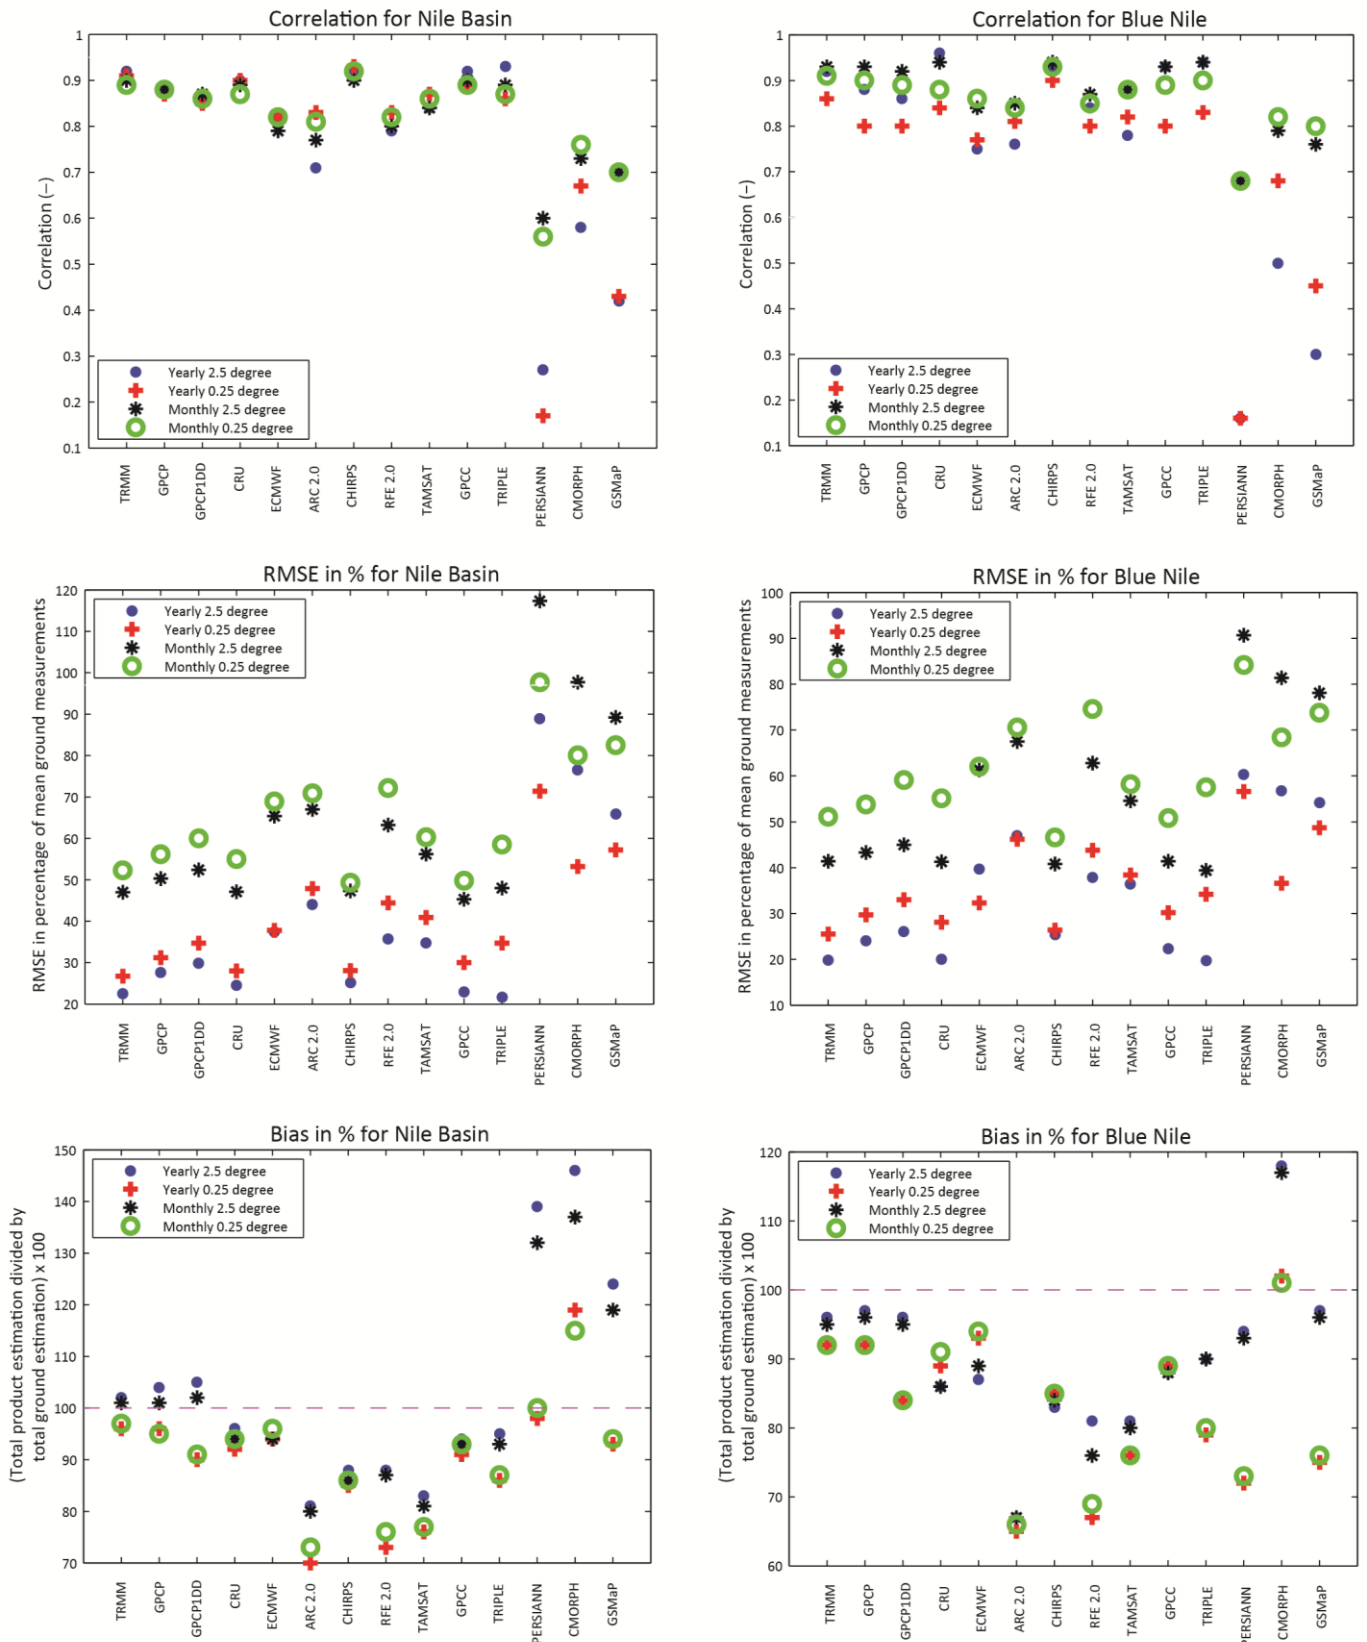 Correlation for Nile Basin
Correlation (–)
1
0.9
0.8
0.7
0.6
0.5
0.4
0.3
0.2
0.1
Yearly 2.5 degree
Yearly 0.25 degree
Monthly 2.5 degree
Monthly 0.25 degree
TRMM
GPCP
GPCP1DD
CRU
ECMWF
ARC 2.0
CHIRPS
RFE 2.0
TAMSAT
GPCC
TRIPLE
PERSIANN
CMORPH
GSMaP
Correlation for Blue Nile
Correlation (–)
1
0.9
0.8
0.7
0.6
0.5
0.4
0.3
0.2
0.1
Yearly 2.5 degree
Yearly 0.25 degree
Monthly 2.5 degree
Monthly 0.25 degree
TRMM
GPCP
GPCP1DD
CRU
ECMWF
ARC 2.0
CHIRPS
RFE 2.0
TAMSAT
GPCC
TRIPLE
PERSIANN
CMORPH
GSMaP
RMSE in % for Nile Basin
RMSE in percentage of mean ground measurements
120
110
100
90
80
70
60
50
40
30
20
Yearly 2.5 degree
Yearly 0.25 degree
Monthly 2.5 degree
Monthly 0.25 degree
TRMM
GPCP
GPCP1DD
CRU
ECMWF
ARC 2.0
CHIRPS
RFE 2.0
TAMSAT
GPCC
TRIPLE
PERSIANN
CMORPH
GSMaP
RMSE in % for Blue Nile
RMSE in percentage of mean ground measurements
100
90
80
70
60
50
40
30
20
10
Yearly 2.5 degree
Yearly 0.25 degree
Monthly 2.5 degree
Monthly 0.25 degree
TRMM
GPCP
GPCP1DD
CRU
ECMWF
ARC 2.0
CHIRPS
RFE 2.0
TAMSAT
GPCC
TRIPLE
PERSIANN
CMORPH
GSMaP
Bias in % for Nile Basin
(Total product estimation divided by
total ground estimation) x 100
150
140
130
120
110
100
90
80
70
Yearly 2.5 degree
Yearly 0.25 degree
Monthly 2.5 degree
Monthly 0.25 degree
TRMM
GPCP
GPCP1DD
CRU
ECMWF
ARC 2.0
CHIRPS
RFE 2.0
TAMSAT
GPCC
TRIPLE
PERSIANN
CMORPH
GSMaP
Bias in % for Blue Nile
(Total product estimation divided by
total ground estimation) x 100
120
110
100
90
80
70
60
Yearly 2.5 degree
Yearly 0.25 degree
Monthly 2.5 degree
Monthly 0.25 degree
TRMM
GPCP
GPCP1DD
CRU
ECMWF
ARC 2.0
CHIRPS
RFE 2.0
TAMSAT
GPCC
TRIPLE
PERSIANN
CMORPH
GSMaP